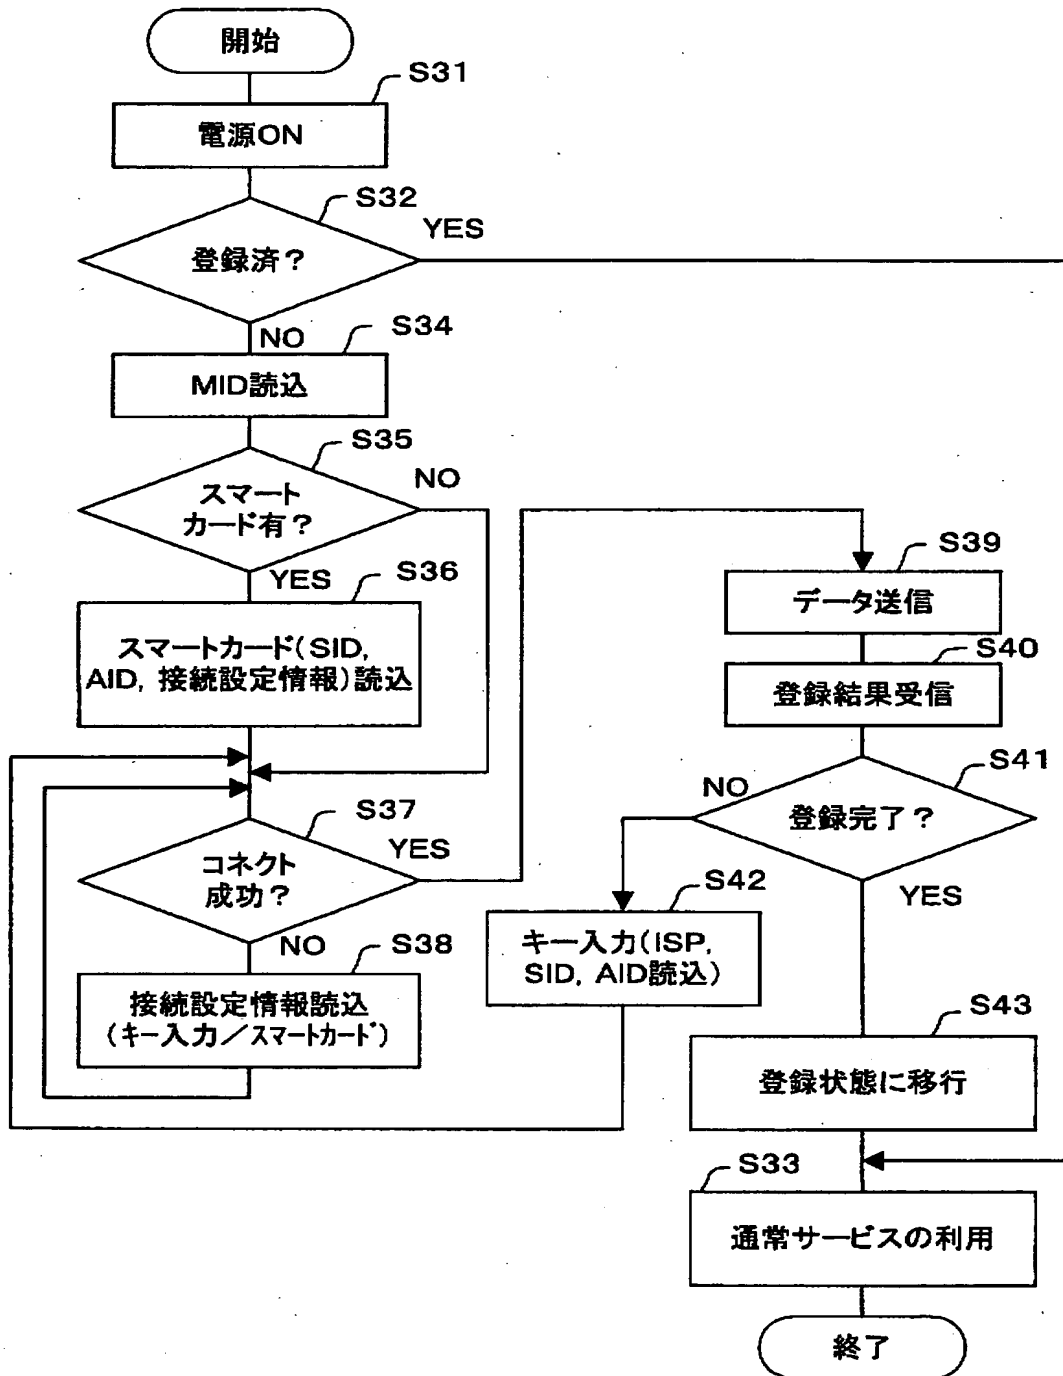 開始
S31
電源ON
S32
YES
登録済？
NO
S34
MID読込
S35
NO
スマート
カード有？
YES
S36
スマートカード(SID,
AID, 接続設定情報)読込
S37
YES
コネクト
成功？
NO
S38
接続設定情報読込
(キー入力／スマートカード)
S39
データ送信
S40
登録結果受信
S41
NO
登録完了？
YES
S42
キー入力(ISP,
SID, AID読込)
S43
登録状態に移行
S33
通常サービスの利用
終了